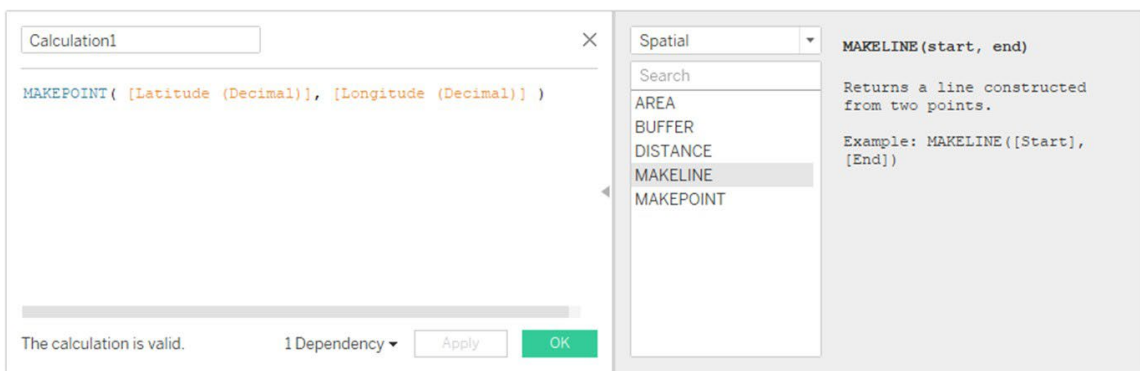 Calculation1
MAKEPOINT( [Latitude (Decimal)], [Longitude (Decimal)] )
The calculation is valid.
1 Dependency
Apply
OK
Spatial
Search
AREA
BUFFER
DISTANCE
MAKELINE
MAKEPOINT
MAKELINE(start, end)
Returns a line constructed
from two points.
Example: MAKELINE([Start],
[End])